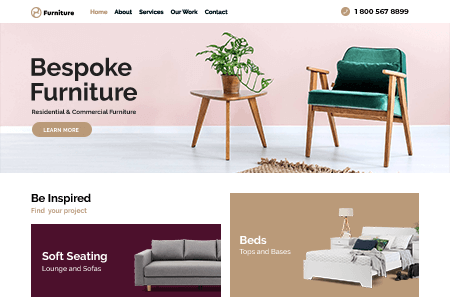 Furniture
Home About Services Our Work Contact
1 800 567 8899
Bespoke
Furniture
Residential & Commercial Furniture
LEARN MORE
Be Inspired
Find your project
Soft Seating
Lounge and Sofas
Beds
Tops and Bases